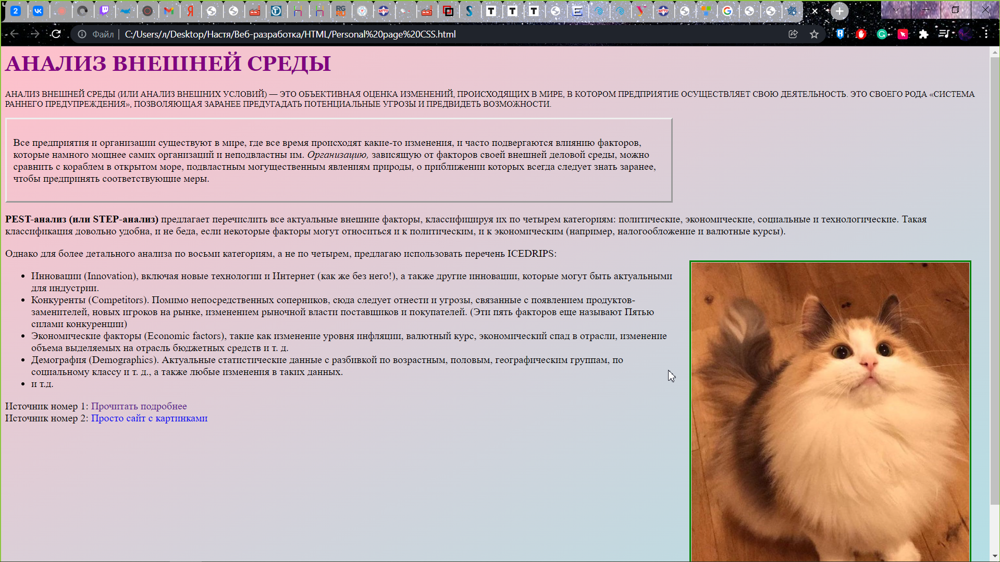 Файл
C:/Users/л/Desktop/Настя/Веб-разработка/HTML/Personal%20page%20CSS.html
АНАЛИЗ ВНЕШНЕЙ СРЕДЫ
АНАЛИЗ ВНЕШНЕЙ СРЕДЫ (ИЛИ АНАЛИЗ ВНЕШНИХ УСЛОВИЙ) — ЭТО ОБЪЕКТИВНАЯ ОЦЕНКА ИЗМЕНЕНИЙ, ПРОИСХОДЯЩИХ В МИРЕ, В КОТОРОМ ПРЕДПРИЯТИЕ ОСУЩЕСТВЛЯЕТ СВОЮ ДЕЯТЕЛЬНОСТЬ. ЭТО СВОЕГО РОДА «СИСТЕМА
РАННЕГО ПРЕДУПРЕЖДЕНИЯ», ПОЗВОЛЯЮЩАЯ ЗАРАНЕЕ ПРЕДУГАДАТЬ ПОТЕНЦИАЛЬНЫЕ УГРОЗЫ И ПРЕДВИДЕТЬ ВОЗМОЖНОСТИ.
Все предприятия и организации существуют в мире, где все время происходят какие-то изменения, и часто подвергаются влиянию факторов,
которые намного мощнее самих организаций и неподвластны им. Организацию, зависящую от факторов своей внешней деловой среды, можно
сравнить с кораблем в открытом море, подвластным могущественным явлениям природы, о приближении которых всегда следует знать заранее,
чтобы предпринять соответствующие меры.
PEST-анализ (или STEP-анализ) предлагает перечислить все актуальные внешние факторы, классифицируя их по четырем категориям: политические, экономические, социальные и технологические. Такая
классификация довольно удобна, и не беда, если некоторые факторы могут относиться и к политическим, и к экономическим (например, налогообложение и валютные курсы).
Однако для более детального анализа по восьми категориям, а не по четырем, предлагаю использовать перечень ICEDRIPS:
• Инновации (Innovation), включая новые технологии и Интернет (как же без него!), а также другие инновации, которые могут быть актуальными
для индустрии.
• Конкуренты (Competitors). Помимо непосредственных соперников, сюда следует отнести и угрозы, связанные с появлением продуктов-
заменителей, новых игроков на рынке, изменением рыночной власти поставщиков и покупателей. (Эти пять факторов еще называют Пятью
силами конкуренции)
• Экономические факторы (Economic factors), такие как изменение уровня инфляции, валютный курс, экономический спад в отрасли, изменение
объема выделяемых на отрасль бюджетных средств и т. д.
• Демография (Demographics). Актуальные статистические данные с разбивкой по возрастным, половым, географическим группам, по
социальному классу и т. д., а также любые изменения в таких данных.
• и т.д.
Источник номер 1: Прочитать подробнее
Источник номер 2: Просто сайт с картинками